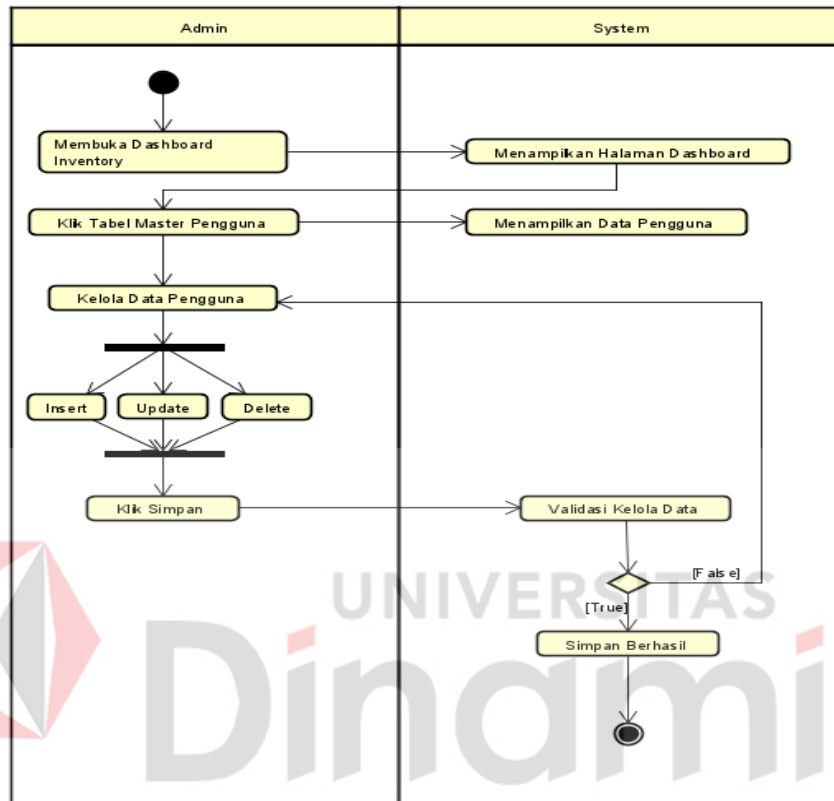 Admin
System
Membuka Dashboard
Inventory
Menampilkan Halaman Dashboard
Klik Tabel Master Pengguna
Menampilkan Data Pengguna
Kelola Data Pengguna
Insert
Update
Delete
Klik Simpan
Validasi Kelola Data
[False]
[True]
Simpan Berhasil
UNIVERSITAS
Dinami